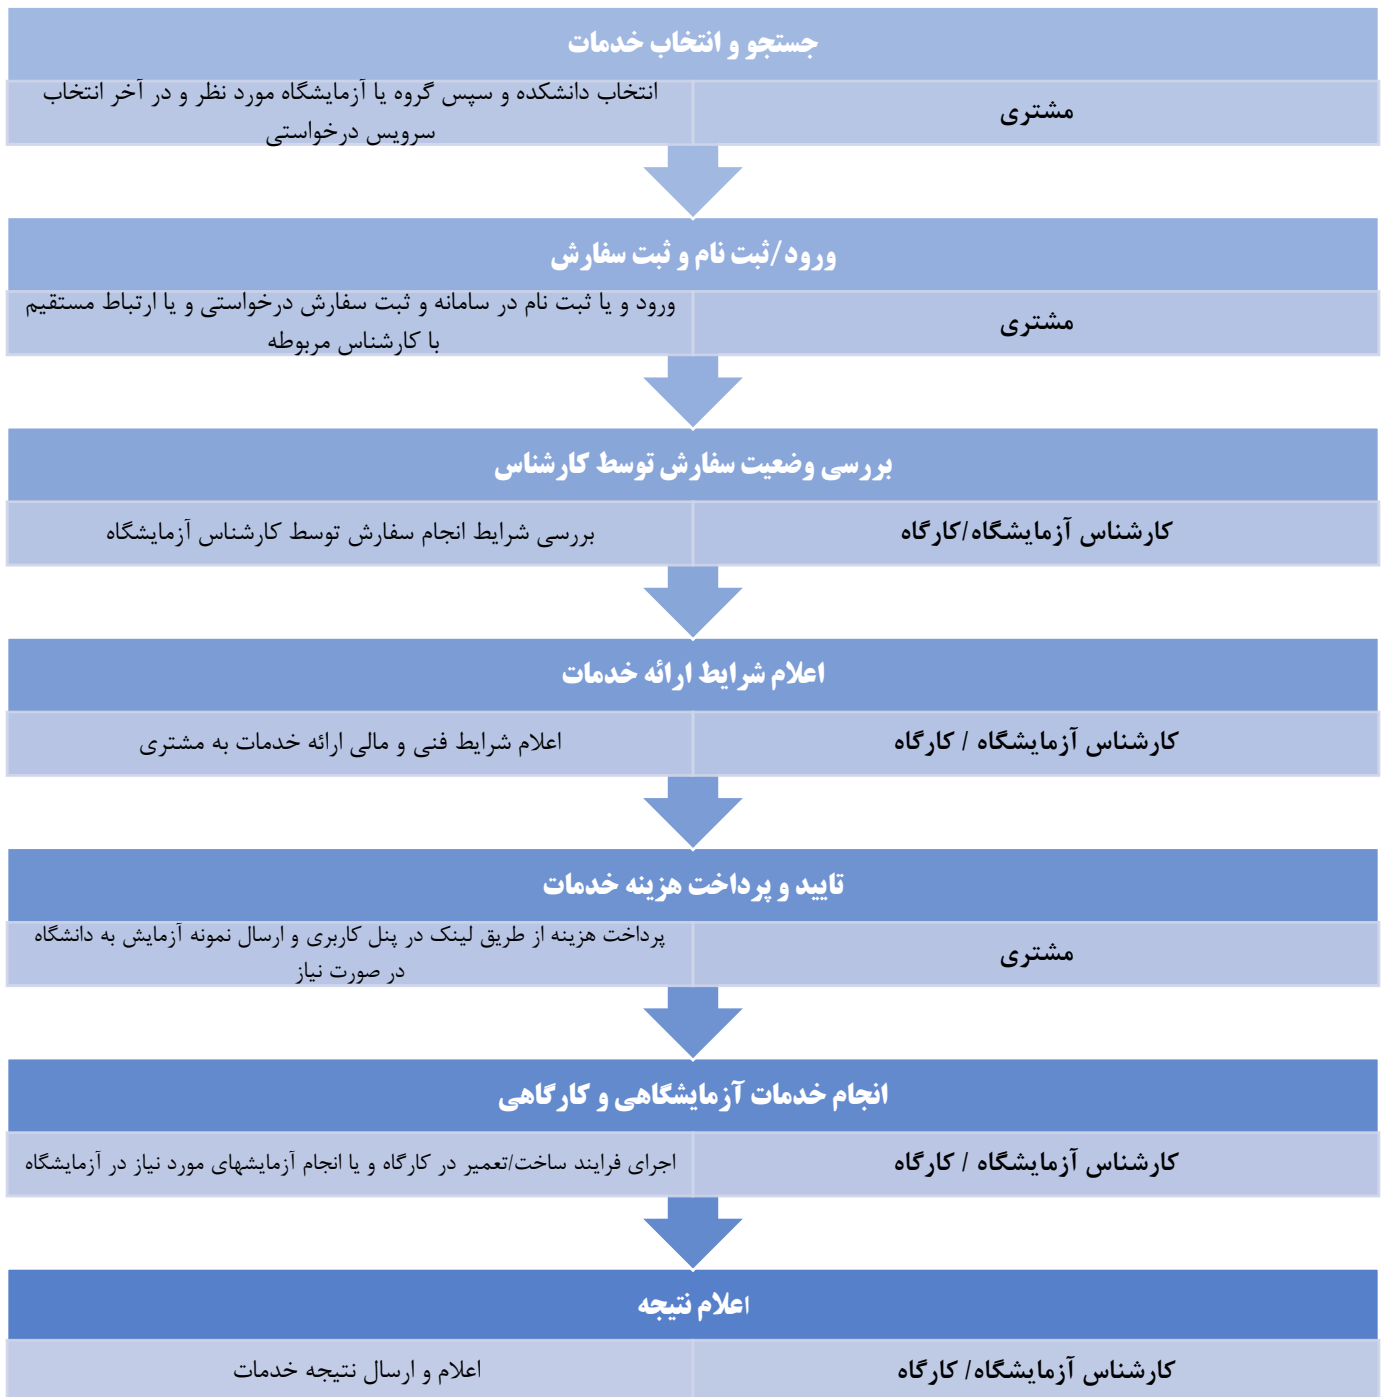 جستجو و انتخاب خدمات
مشتری
انتخاب دانشکده و سپس گروه یا آزمایشگاه مورد نظر و در آخر انتخاب
سرویس درخواستی
ورود/ثبت نام و ثبت سفارش
مشتری
ورود و یا ثبت نام در سامانه و ثبت سفارش درخواستی و یا ارتباط مستقیم
با کارشناس مربوطه
بررسی وضعیت سفارش توسط کارشناس
کارشناس آزمایشگاه/کارگاه
بررسی شرایط انجام سفارش توسط کارشناس آزمایشگاه
اعلام شرایط ارائه خدمات
کارشناس آزمایشگاه / کارگاه
اعلام شرایط فنی و مالی ارائه خدمات به مشتری
تایید و پرداخت هزینه خدمات
مشتری
پرداخت هزینه از طریق لینک در پنل کاربری و ارسال نمونه آزمایش به دانشگاه
در صورت نیاز
انجام خدمات آزمایشگاهی و کارگاهی
کارشناس آزمایشگاه / کارگاه
اجرای فرایند ساخت/تعمیر در کارگاه و یا انجام آزمایشهای مورد نیاز در آزمایشگاه
اعلام نتیجه
کارشناس آزمایشگاه/ کارگاه
اعلام و ارسال نتیجه خدمات